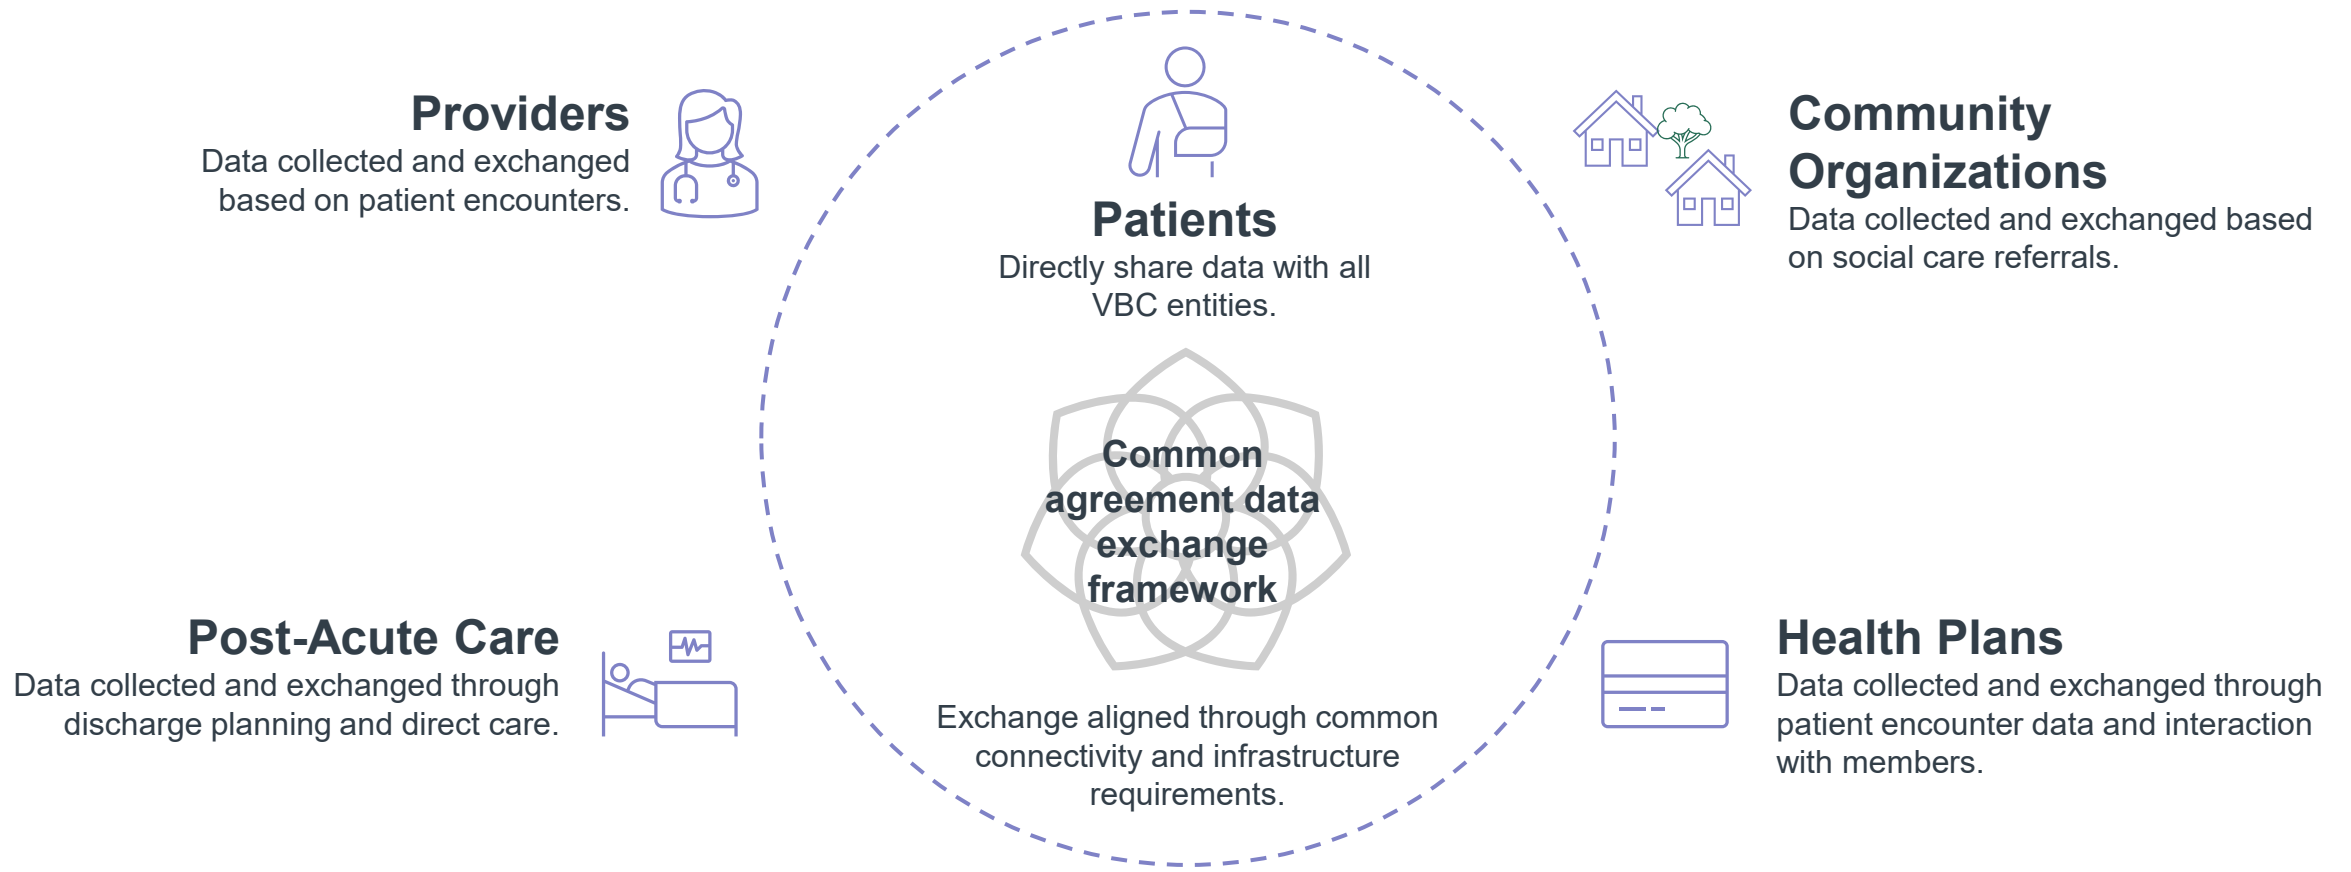 Providers
Data collected and exchanged
based on patient encounters.
Patients
Directly share data with all
VBC entities.
Community
Organizations
Data collected and exchanged based
on social care referrals.
Common
agreement data
exchange
framework
Post-Acute Care
Data collected and exchanged through
discharge planning and direct care.
Exchange aligned through common
connectivity and infrastructure
requirements.
Health Plans
Data collected and exchanged through
patient encounter data and interaction
with members.